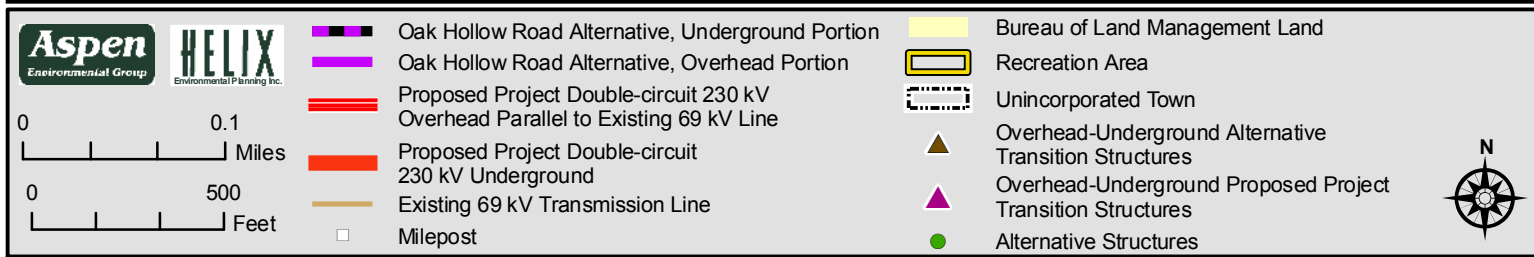 Aspen
Environmental Group
HELIX
Environmental Planning Inc.
0 0.1
Miles
0 500
Feet
Oak Hollow Road Alternative, Underground Portion
Oak Hollow Road Alternative, Overhead Portion
Proposed Project Double-circuit 230 kV
Overhead Parallel to Existing 69 kV Line
Proposed Project Double-circuit
230 kV Underground
Existing 69 kV Transmission Line
Milepost
Bureau of Land Management Land
Recreation Area
Unincorporated Town
Overhead-Underground Alternative
Transition Structures
Overhead-Underground Proposed Project
Transition Structures
Alternative Structures
N